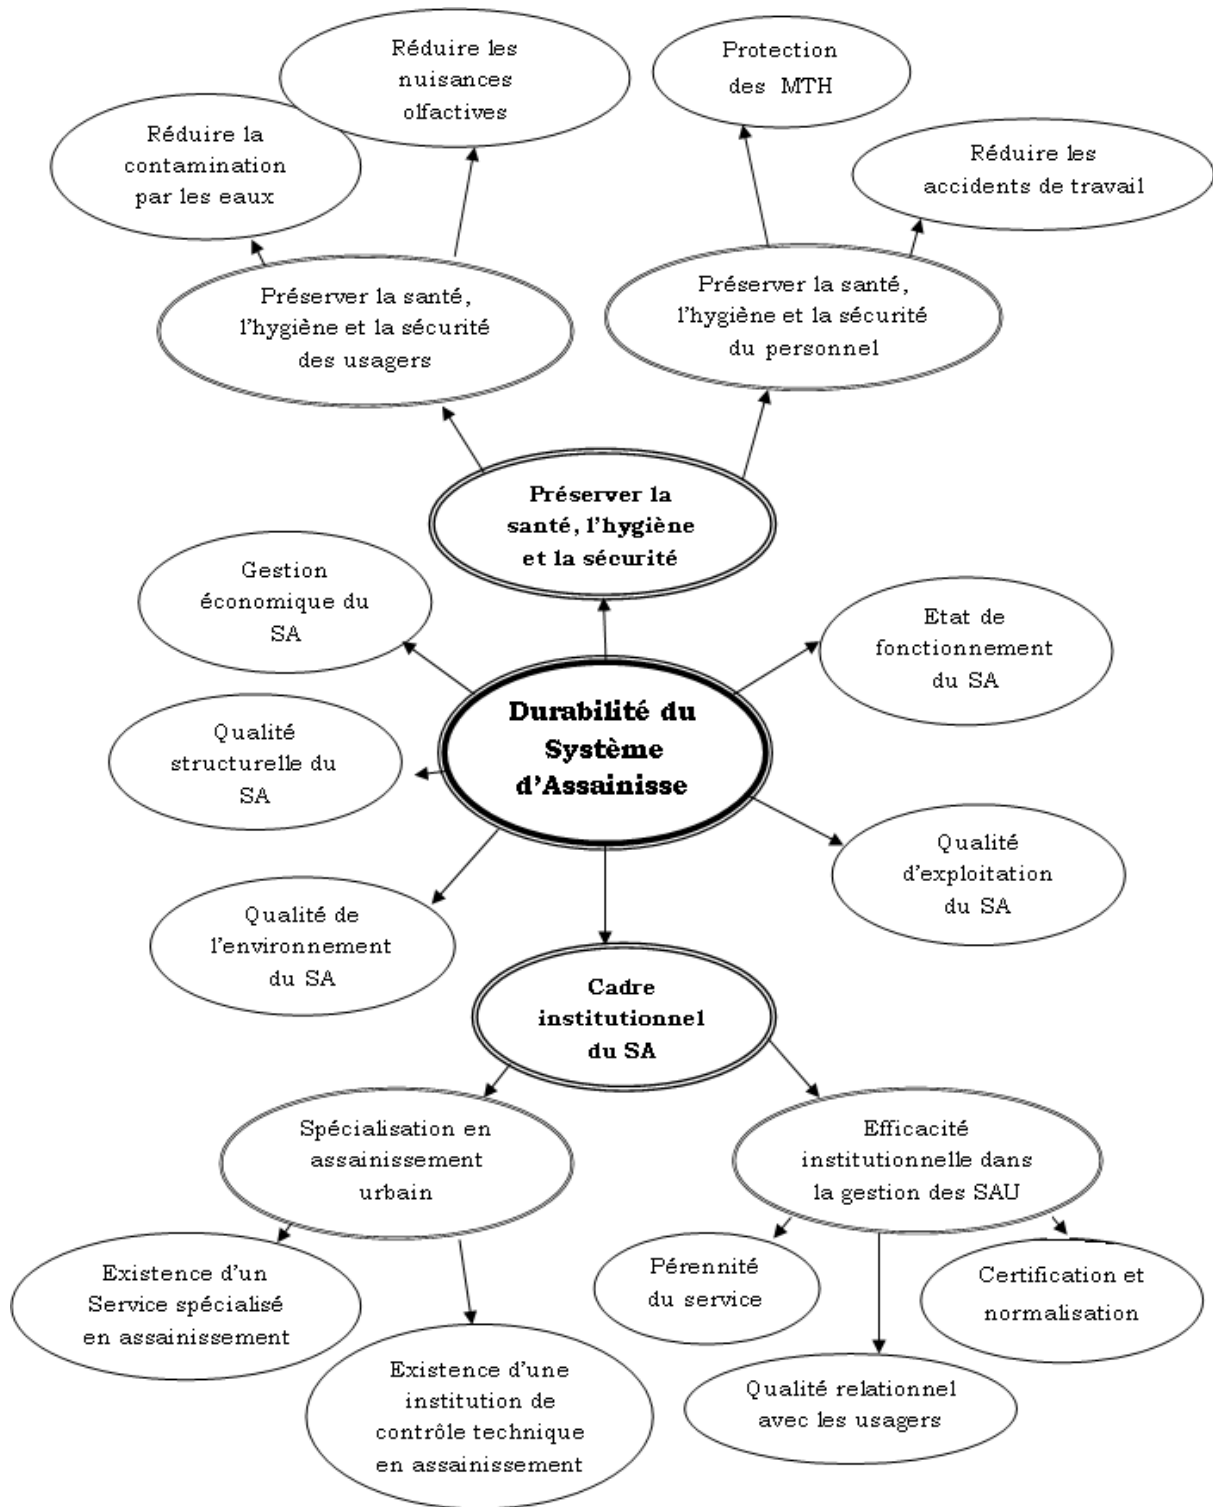 Réduire les
nuisances
olfactives
Protection
des MTH
Réduire la
contamination
par les eaux
Réduire les
accidents de travail
Préserver la santé,
l'hygiène et la sécurité
des usagers
Préserver la santé,
l'hygiène et la sécurité
du personnel
Préserver la
santé, l'hygiène
et la sécurité
Gestion
économique du
SA
Etat de
fonctionnement
du SA
Durabilité du
Système
d'Assainisse
Qualité
structurelle du
SA
Qualité
d'exploitation
du SA
Qualité de
l'environnement
du SA
Cadre
institutionnel
du SA
Spécialisation en
assainissement
urbain
Efficacité
institutionnelle dans
la gestion des SAU
Existence d'un
Service spécialisé
en assainissement
Pérennité
du service
Certification et
normalisation
Existence d'une
institution de
contrôle technique
en assainissement
Qualité relationnel
avec les usagers